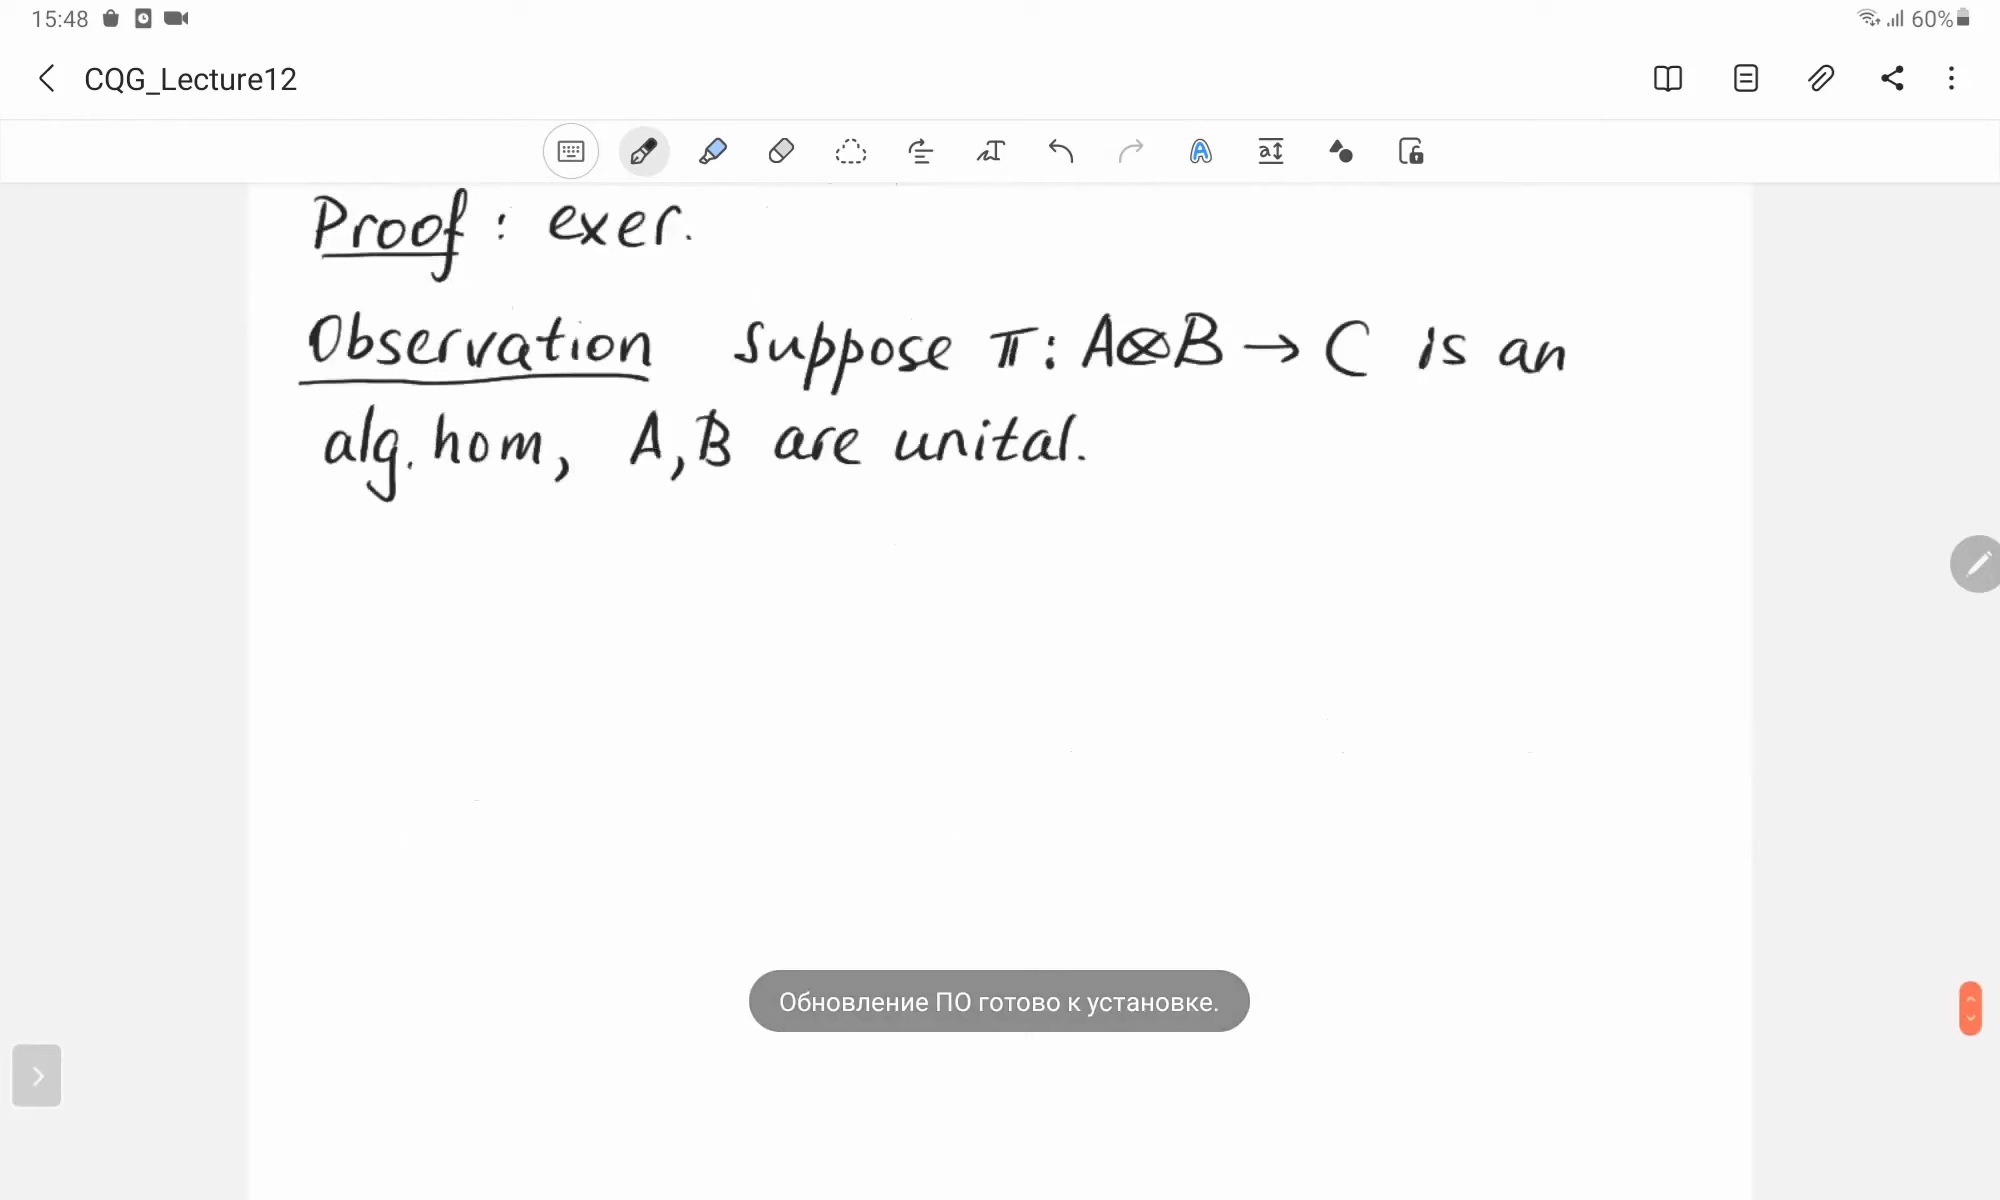 15:48 60%
CQG_Lecture12
Proof: exer.
Observation Suppose π: A⊗B → C is an
alg. hom, A, B are unital.
Обновление ПО готово к установке.